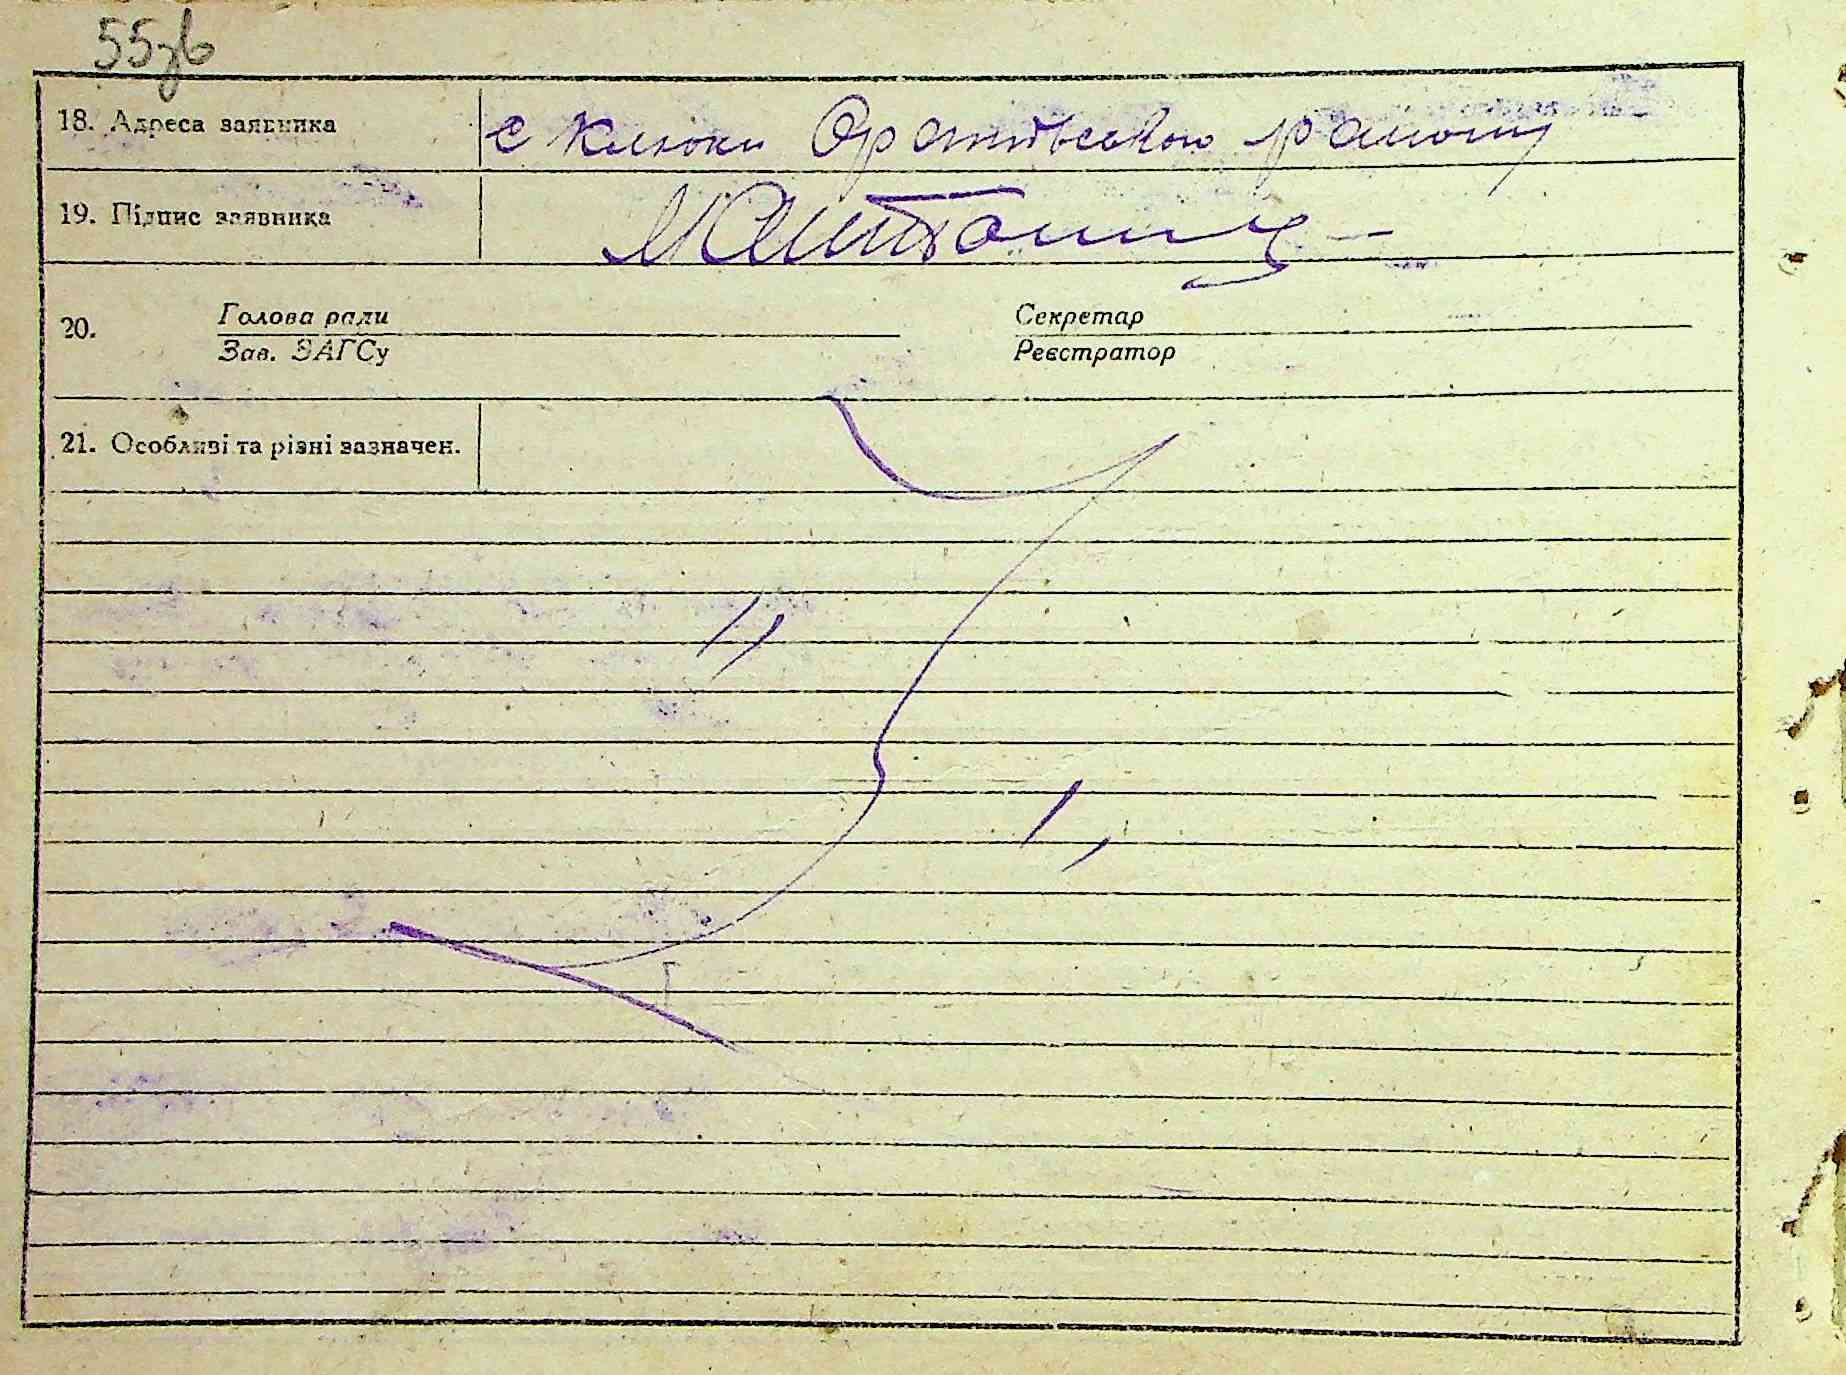 55зв
18. Адреса заявника с Клюки Оратівського району
19. Підпис заявника
20. Голова ради Секретар
Зав. ЗАГСу Реєстратор
21. Особливі та різні зазначен.